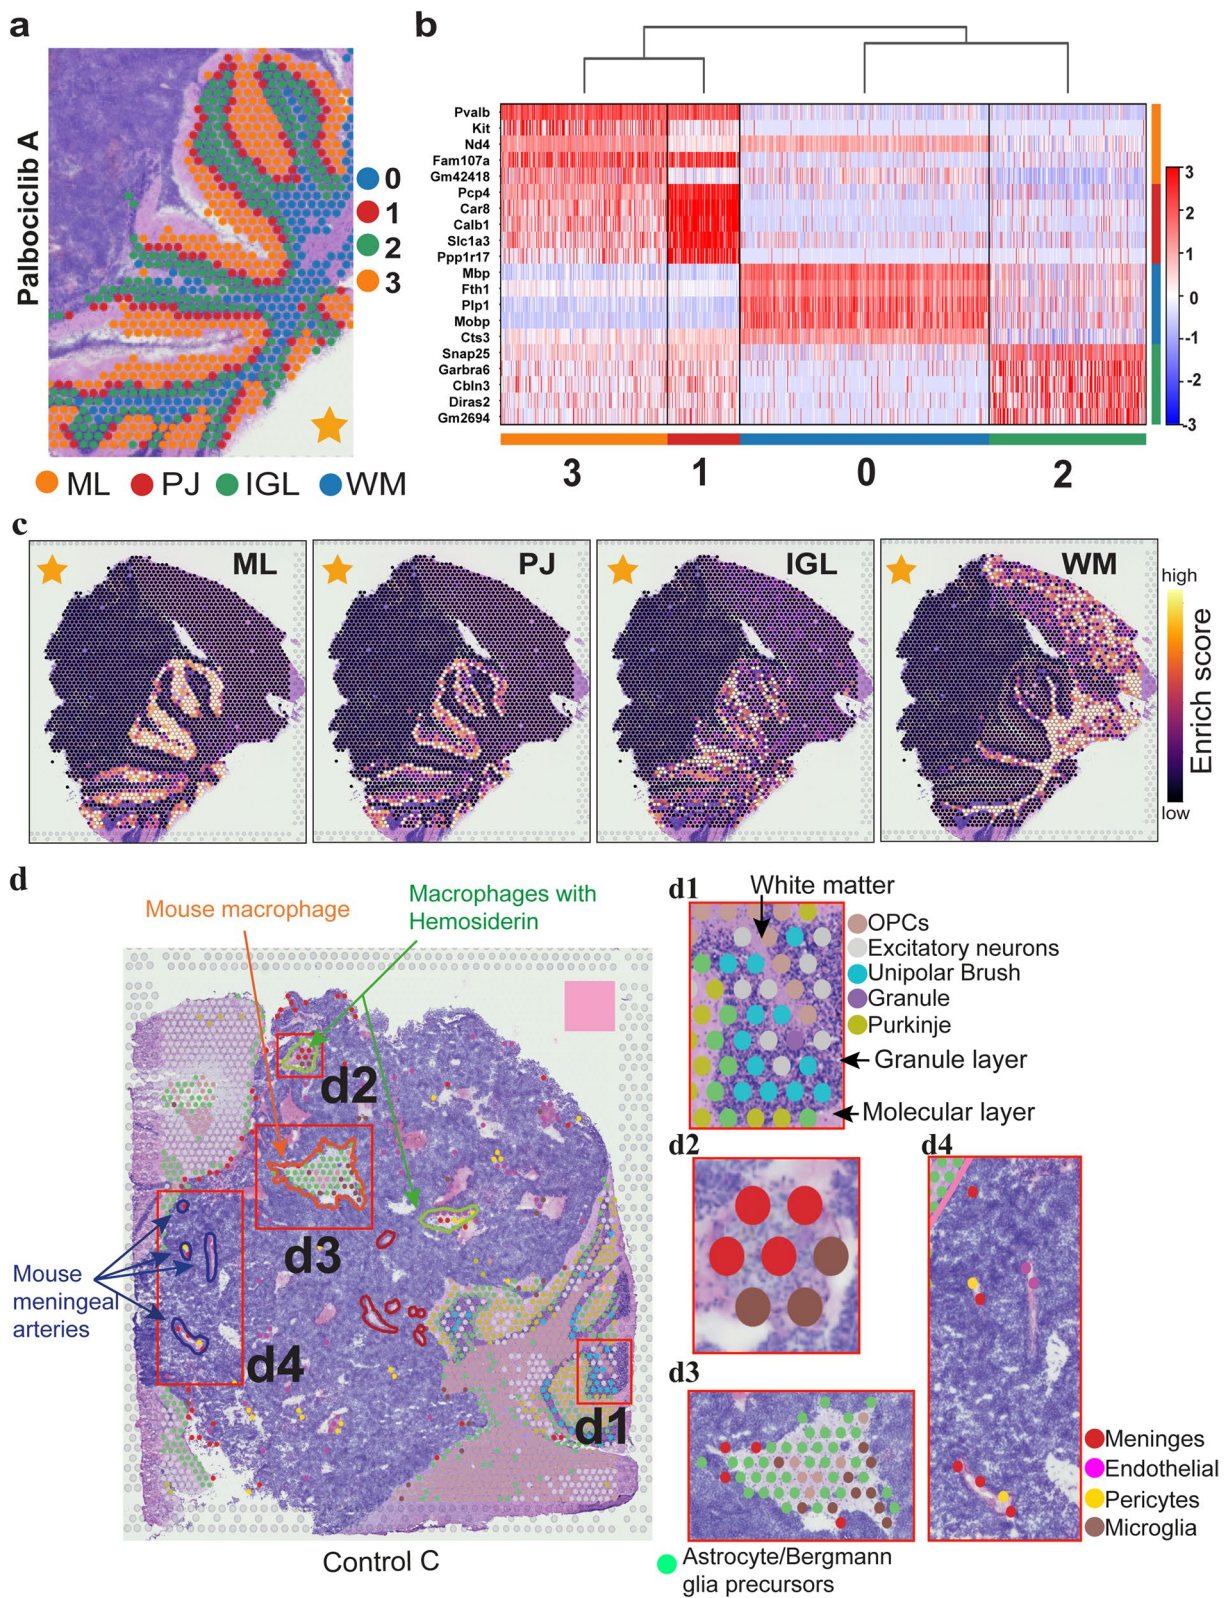 a
Palbociclib A
0
1
2
3
ML PJ IGL WM
b
Pvalb
Kit
Nd4
Fam107a
Gm42418
Pcp4
Car8
Calb1
Slc1a3
Ppp1r17
Mbp
Fth1
Plp1
Mobp
Cts3
Snap25
Garbra6
Cbln3
Diras2
Gm2694
3 1 0 2
3
2
1
0
-1
-2
-3
c
ML
PJ
IGL
WM
high
low
Enrich score
d
Mouse macrophage
Macrophages with
Hemosiderin
d2
d3
d4
d1
Mouse
meningeal
arteries
Control C
d1
White matter
OPCs
Excitatory neurons
Unipolar Brush
Granule
Purkinje
Granule layer
Molecular layer
d2
d3
Astrocyte/Bergmann
glia precursors
d4
Meninges
Endothelial
Pericytes
Microglia